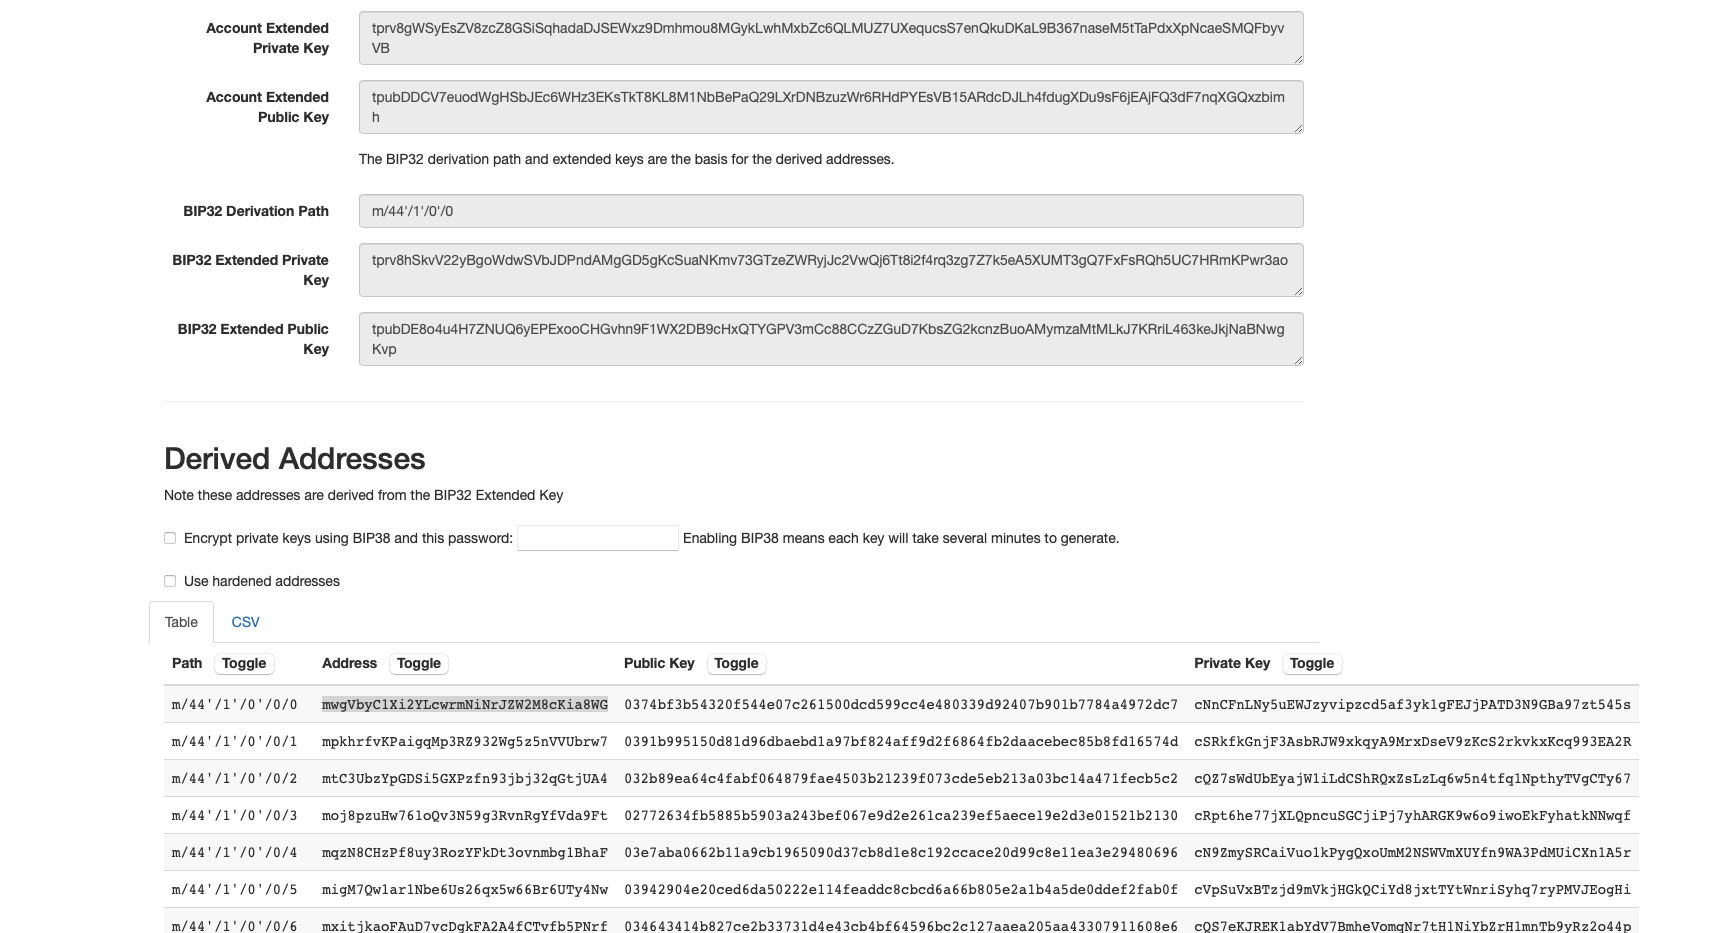 Account Extended Private Key
tprv8gWSyEsZV8zcZ8GSiSqhadaDJSEWxz9Dmhmou8MGykLwhMxbZc6QLMUZ7UXequcsS7enQkuDKaL9B367naseM5tTaPdxXpNcaeSMQFbyv
VB
Account Extended Public Key
tpubDDCV7euodWgHSbJEc6WHz3EKsTkT8KL8M1NbBePaQ29LXrDNBzuzWr6RHdPYEsVB15ARdcDJLh4fdugXDu9sF6jEAjFQ3dF7nqXGQxzbim
h
The BIP32 derivation path and extended keys are the basis for the derived addresses.
BIP32 Derivation Path
m/44'/1'/0'/0
BIP32 Extended Private Key
tprv8hSkvV22yBgoWdwSVbJDPndAMgGD5gKcSuaNKmv73GTzeZWRyjJc2VwQj6Tt8i2f4rq3zg7Z7k5eA5XUMT3gQ7FxFsRQh5UC7HRmKPwr3ao
BIP32 Extended Public Key
tpubDE8o4u4H7ZNUQ6yEPExooCHGvhn9F1WX2DB9cHxQTYGPV3mCc88CCzZGuD7KbsZG2kcnzBuoAMymzaMtMLkJ7KRriL463keJkjNaBNwg
Kvp
Derived Addresses
Note these addresses are derived from the BIP32 Extended Key
Encrypt private keys using BIP38 and this password: Enabling BIP38 means each key will take several minutes to generate.
Use hardened addresses
Table CSV
Path Toggle Address Toggle Public Key Toggle Private Key Toggle
m/44'/1'/0'/0/0 mwgVbyC1Xi2YLcwrmNiNrJZW2M8cKia8WG 0374bf3b54320f544e07c261500dcd599cc4e480339d92407b901b7784a4972dc7 cNnCFnLNy5uEWJzyvipzcd5af3yk1gFEJjPATD3N9GBa97zt545s
m/44'/1'/0'/0/1 mpkhrfvKPaigqMp3RZ932Wg5z5nVVUbrw7 0391b995150d81d96dbaebd1a97bf824aff9d2f6864fb2daacebec85b8fd16574d cSRkfkGnjF3AsbRJW9xkqyA9MrxDseV9zKcS2rkvkxKcq993EA2R
m/44'/1'/0'/0/2 mtC3UbzYpGDSi5GXPzfn93jbj32qGtjUA4 032b89ea64c4fabf064879fae4503b21239f073cde5eb213a03bc14a471fecb5c2 cQZ7sWdUbEyajW1iLdCShRQxZsLzLq6w5n4tfq1NpthyTVgCTy67
m/44'/1'/0'/0/3 moj8pzuHw761oQv3N59g3RvnRgYfVda9Ft 02772634fb5885b5903a243bef067e9d2e261ca239ef5aece19e2d3e01521b2130 cRpt6he77jXLQpncuSGCjiPj7yhARGK9w6o9iwoEkFyhatkNNwqf
m/44'/1'/0'/0/4 mqzN8CHzPf8uy3RozYFkDt3ovnmbg1BhaF 03e7aba0662b11a9cb1965090d37cb8d1e8c192ccace20d99c8e11ea3e29480696 cN9ZmySRCaiVuo1kPygQxoUmM2NSWVmXUYfn9WA3PdMUiCXn1A5r
m/44'/1'/0'/0/5 migM7Qw1ar1Nbe6Us26qx5w66Br6UTy4Nw 03942904e20ced6da50222e114feaddc8cbcd6a66b805e2a1b4a5de0ddef2fab0f cVpSuVxBTzjd9mVkjHGkQCiYd8jxtTYtWnriSyhq7ryPMVJEogHi
m/44'/1'/0'/0/6 mxitjkaoFAuD7vcDgkFA2A4fCTvfb5PNrf 034643414b827ce2b33731d4e43cb4bf64596bc2c127aaea205aa43307911608e6 cQS7eKJREK1abYdV7BmheVomqNr7tH1NiYbZrH1mnTb9yRz2o44p